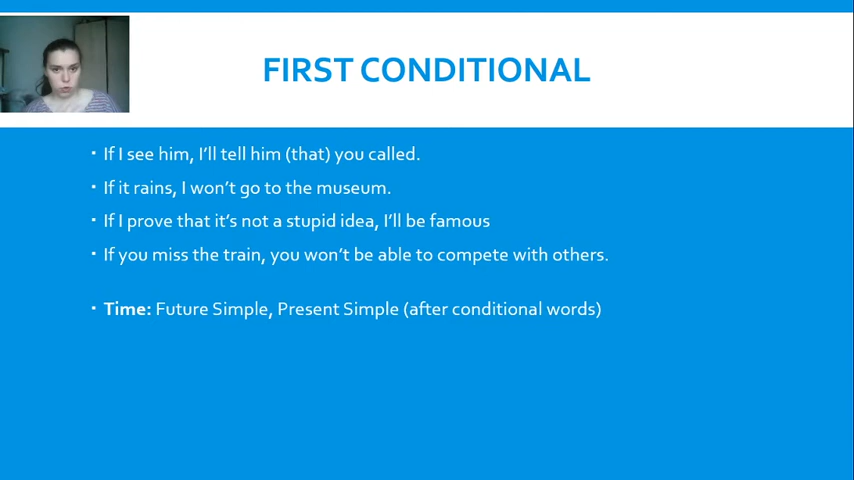 FIRST CONDITIONAL
▪ If I see him, I'll tell him (that) you called.
▪ If it rains, I won't go to the museum.
▪ If I prove that it's not a stupid idea, I'll be famous
▪ If you miss the train, you won't be able to compete with others.
▪ Time: Future Simple, Present Simple (after conditional words)